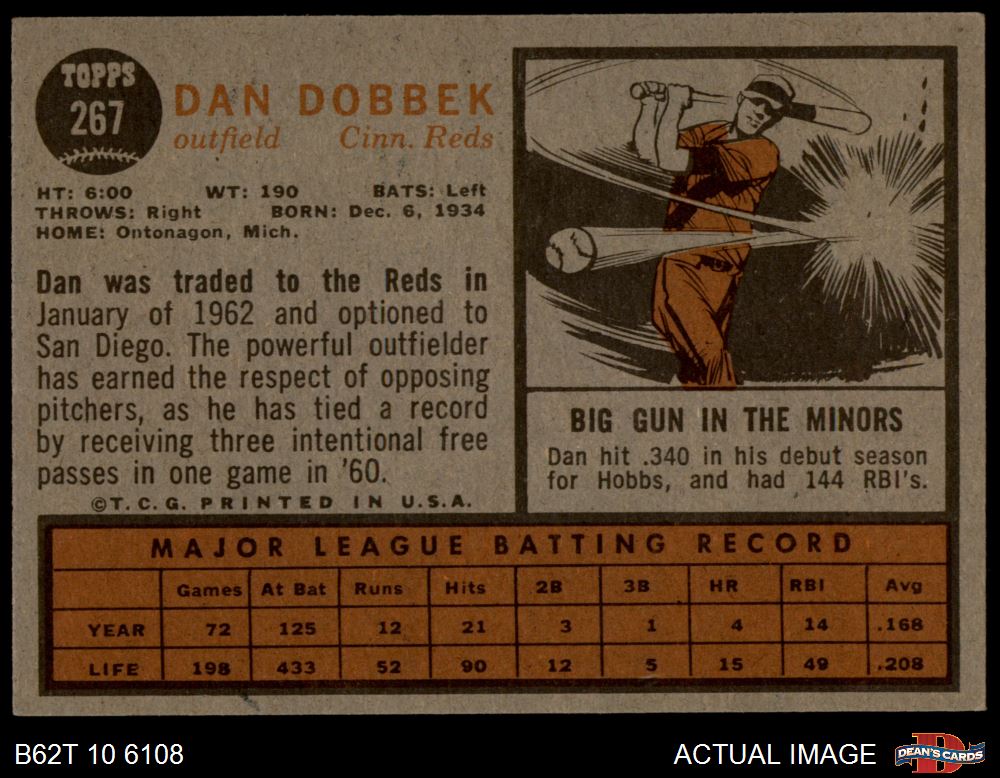 TOPPS
267
DAN DOBBEK
outfield Cinn. Reds
HT: 6:00 WT: 190 BATS: Left
THROWS: Right BORN: Dec. 6, 1934
HOME: Ontonagon, Mich.
Dan was traded to the Reds in
January of 1962 and optioned to
San Diego. The powerful outfielder
has earned the respect of opposing
pitchers, as he has tied a record
by receiving three intentional free
passes in one game in '60.
©T.C.G. PRINTED IN U.S.A.
BIG GUN IN THE MINORS
Dan hit .340 in his debut season
for Hobbs, and had 144 RBI's.
MAJOR LEAGUE BATTING RECORD
Games At Bat Runs Hits 2B 3B HR RBI Avg
YEAR 72 125 12 21 3 1 4 14 .168
LIFE 198 433 52 90 12 5 15 49 .208
B62T 10 6108 ACTUAL IMAGE
D
DEAN'S CARDS